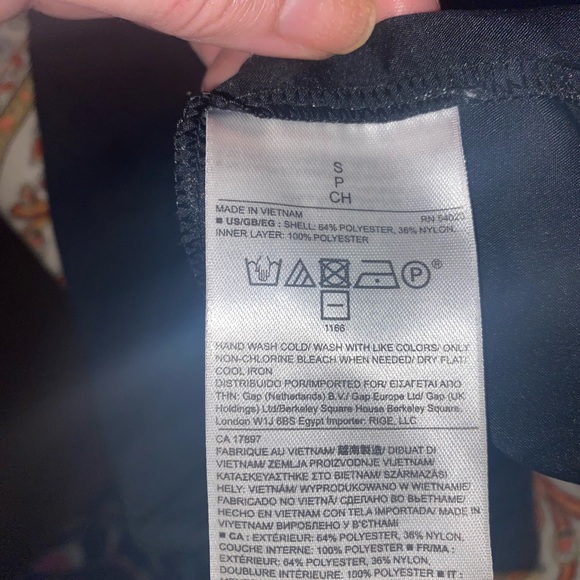 S
P
CH
MADE IN VIETNAM RN 54023
■ US/GB/EG : SHELL: 64% POLYESTER, 36% NYLON.
INNER LAYER: 100% POLYESTER
P®
1166
HAND WASH COLD/ WASH WITH LIKE COLORS/ ONLY
NON-CHLORINE BLEACH WHEN NEEDED/ DRY FLAT/
COOL IRON
DISTRIBUIDO POR/IMPORTED FOR/ ΕΙΣΑΓΕΤΑΙ ΑΠΟ
ΤΗΝ: Gap (Netherlands) B.V./ Gap Europe Ltd/ Gap (UK
Holdings) Ltd/Berkeley Square House Berkeley Square.
London W1J 6BS Egypt Importer: RIGE, LLC
CA 17897
FABRIQUE AU VIETNAM/ 越南製造/ DIBUAT DI
VIETNAM/ ZEMLJA PROIZVODNJE VIJETNAM/
ΚΑΤΑΣΚΕΥΑΣΤΗΚΕ ΣΤΟ ΒΙΕΤΝΑΜ/ SZÁRMAZÁSI
HELY: VIETNÁM/ WYPRODUKOWANO W WIETNAMIE/
FABRICADO NO VIETNÃ/ СДЕЛАНО ВО ВЬЕТНАМЕ/
HECHO EN VIETNAM CON TELA IMPORTADA/ MADE IN
VIYETNAM/ ВИРОБЛЕНО У В'ЄТНАМІ
■ CA : EXTÉRIEUR: 64% POLYESTER, 36% NYLON.
COUCHE INTERNE: 100% POLYESTER ■ FR/MA :
EXTÉRIEUR: 64% POLYESTER, 36% NYLON.
DOUBLURE INTÉRIEURE: 100% POLYESTER ■ IT :